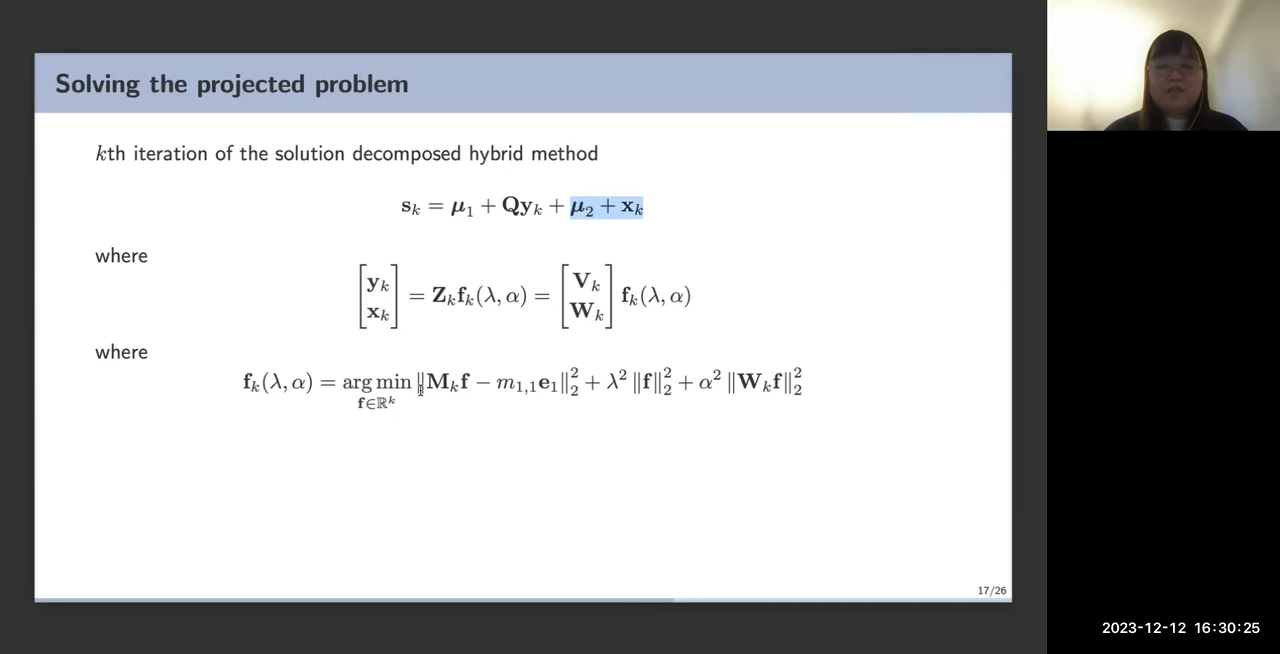 Solving the projected problem
kth iteration of the solution decomposed hybrid method
s_k = μ_1 + Qy_k + μ_2 + x_k
where
[y_k; x_k] = Z_k f_k(λ, α) = [V_k; W_k] f_k(λ, α)
where
f_k(λ, α) = arg min_{f∈ℝ^k} ‖M_k f − m_{1,1}e_1‖_2^2 + λ^2 ‖f‖_2^2 + α^2 ‖W_k f‖_2^2
17/26
2023-12-12 16:30:25